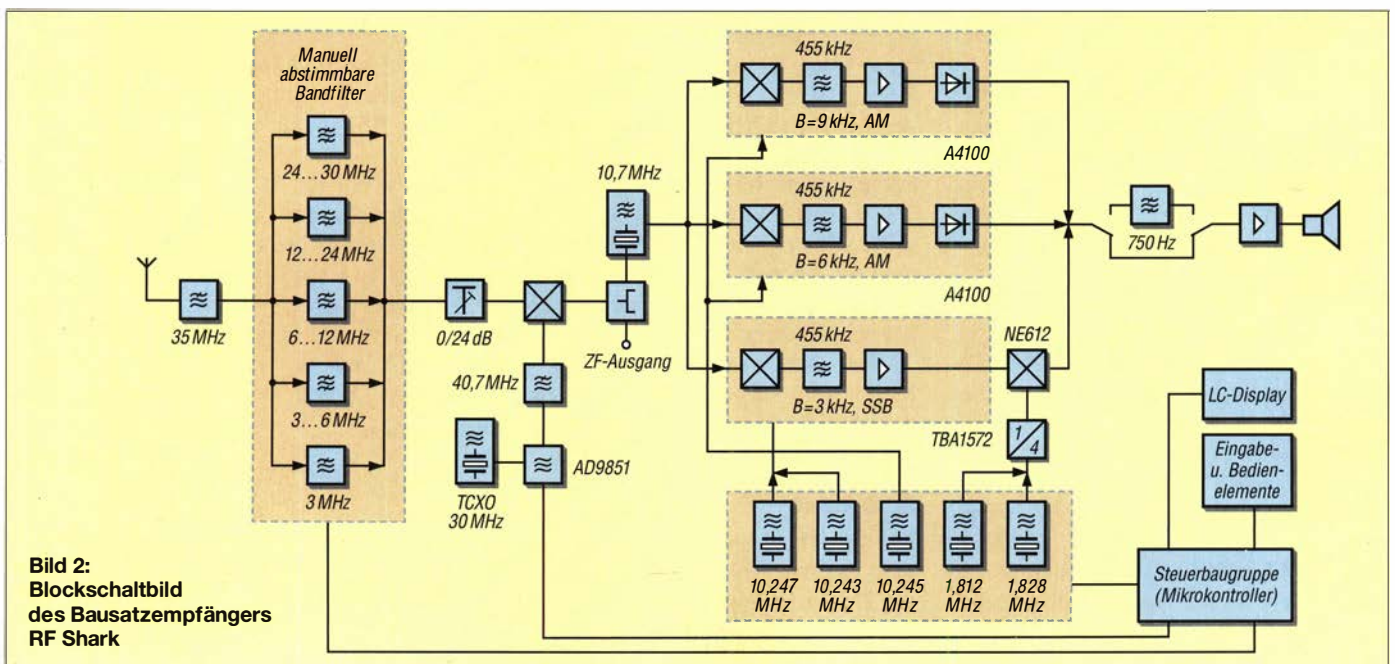 Manuell
abstimmbare
Bandfilter
24...30 MHz
12...24 MHz
6...12 MHz
3...6 MHz
3 MHz
35 MHz
0/24 dB
40,7 MHz
TCXO
30 MHz
AD9851
ZF-Ausgang
10,7 MHz
455 kHz
B=9 kHz, AM
A4100
455 kHz
B=6 kHz, AM
A4100
455 kHz
B=3 kHz, SSB
NE612
TBA1572
1/4
750 Hz
10,247
MHz
10,243
MHz
10,245
MHz
1,812
MHz
1,828
MHz
LC-Display
Eingabe-
u. Bedien-
elemente
Steuerbaugruppe
(Mikrokontroller)
Bild 2:
Blockschaltbild
des Bausatzempfängers
RF Shark